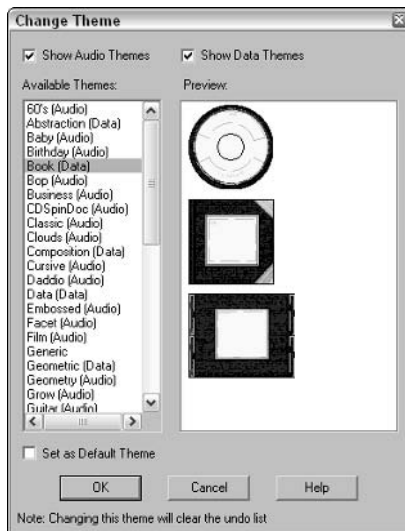 Change Theme
Show Audio Themes
Show Data Themes
Available Themes:
Preview:
60's (Audio)
Abstraction (Data)
Baby (Audio)
Birthday (Audio)
Book (Data)
Bop (Audio)
Business (Audio)
CDSpinDoc (Audio)
Classic (Audio)
Clouds (Audio)
Composition (Data)
Cursive (Audio)
Daddio (Audio)
Data (Data)
Embossed (Audio)
Facet (Audio)
Film (Audio)
Generic
Geometric (Data)
Geometry (Audio)
Grow (Audio)
Guitar (Audio)
Set as Default Theme
OK
Cancel
Help
Note: Changing this theme will clear the undo list